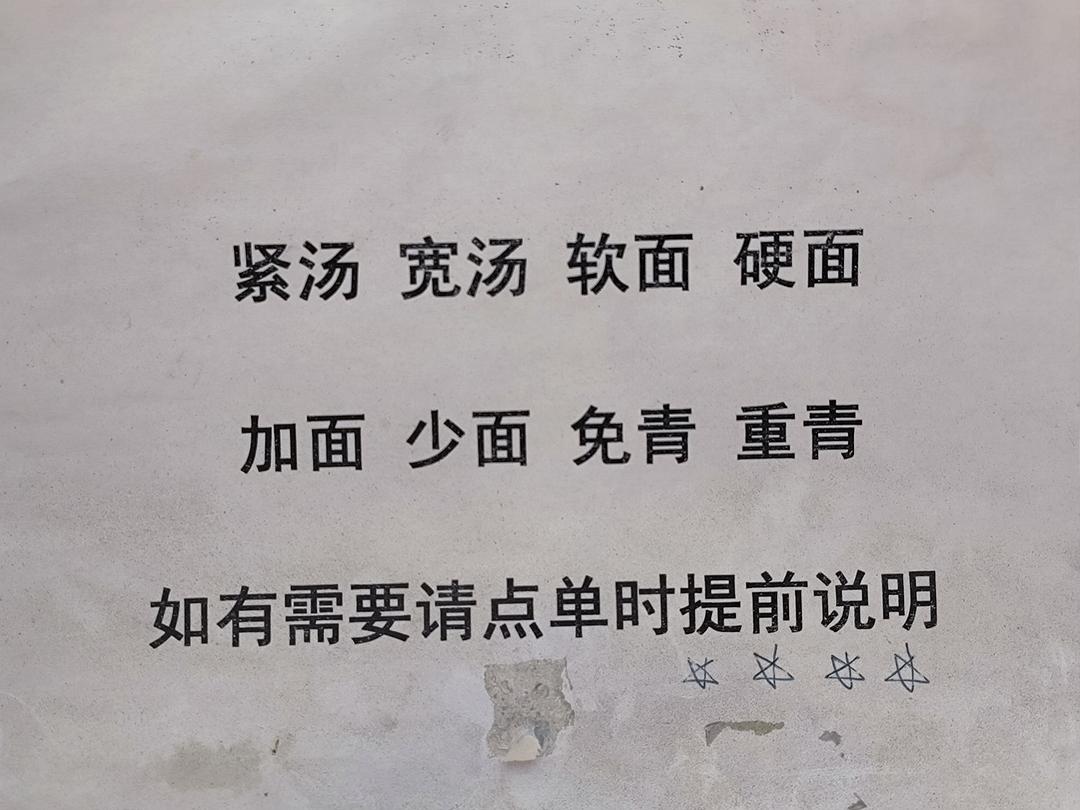 紧汤 宽汤 软面 硬面
加面 少面 免青 重青
如有需要请点单时提前说明